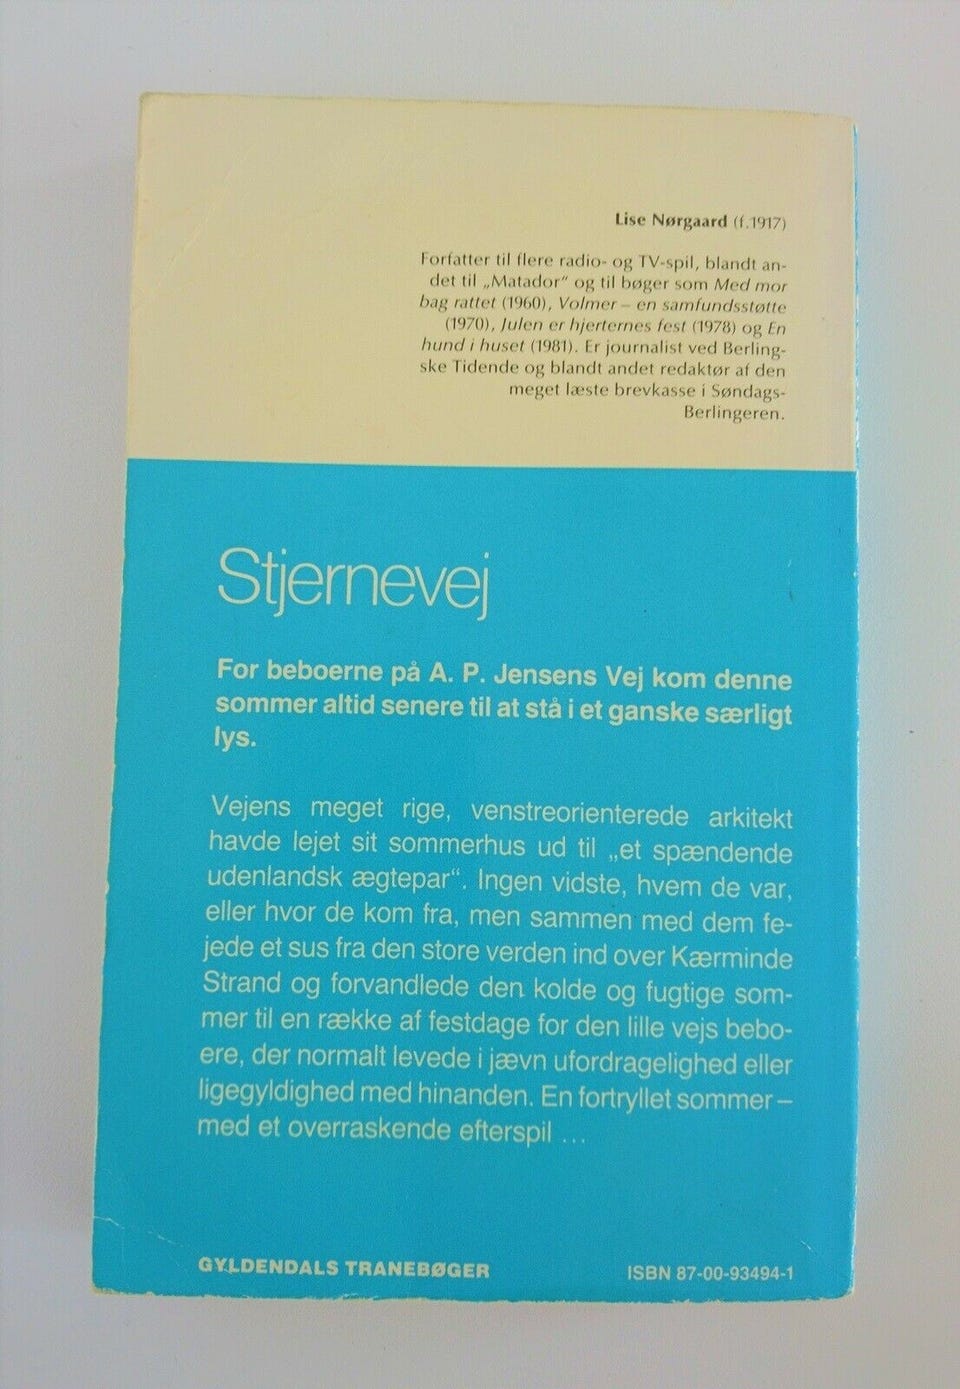 Lise Nørgaard (f.1917)
Forfatter til flere radio- og TV-spil, blandt an-
det til „Matador“ og til bøger som Med mor
bag rattet (1960), Volmer – en samfundsstøtte
(1970), Julen er hjerternes fest (1978) og En
hund i huset (1981). Er journalist ved Berling-
ske Tidende og blandt andet redaktør af den
meget læste brevkasse i Søndags-
Berlingeren.
Stjernevej
For beboerne på A. P. Jensens Vej kom denne
sommer altid senere til at stå i et ganske særligt
lys.
Vejens meget rige, venstreorienterede arkitekt
havde lejet sit sommerhus ud til „et spændende
udenlandsk ægtepar“. Ingen vidste, hvem de var,
eller hvor de kom fra, men sammen med dem fe-
jede et sus fra den store verden ind over Kærminde
Strand og forvandlede den kolde og fugtige som-
mer til en række af festdage for den lille vejs bebo-
ere, der normalt levede i jævn ufordragelighed eller
ligegyldighed med hinanden. En fortryllet sommer –
med et overraskende efterspil ...
GYLDENDALS TRANEBØGER
ISBN 87-00-93494-1